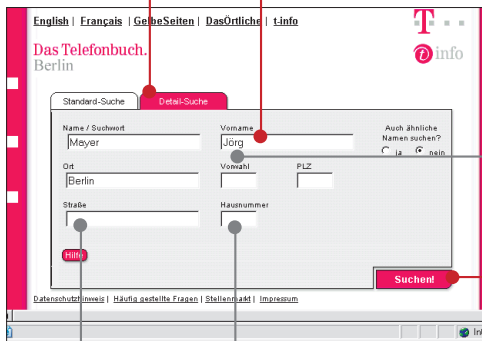 English | Français | GelbeSeiten | DasÖrtliche | t-info
T
Das Telefonbuch.
Berlin
info
Standard-Suche Detail-Suche
Name / Suchwort Vorname Auch ähnliche
Namen suchen?
Meyer Jörg ja nein
Ort Vorwahl PLZ
Berlin
Straße Hausnummer
Hilfe
Suchen!
Datenschutzhinweis | Häufig gestellte Fragen | Stellenmarkt | Impressum